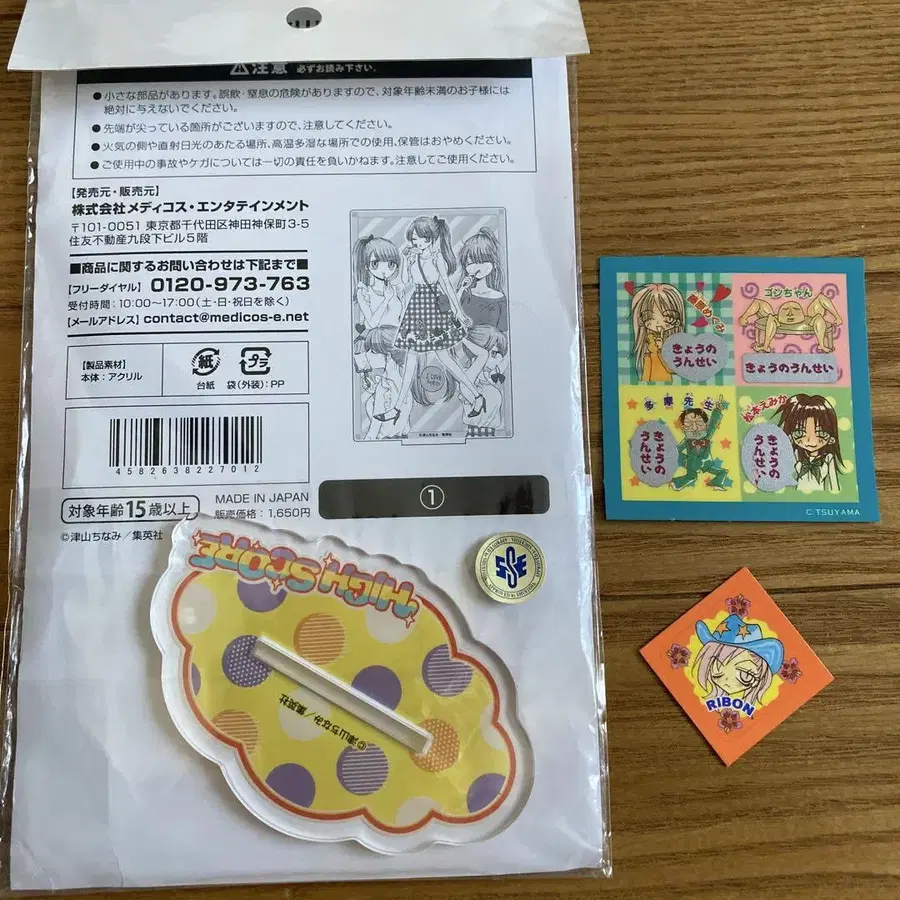 ⚠注意 必ずお読み下さい。
●小さな部品があります。誤飲・窒息の危険がありますので、対象年齢未満のお子様には
絶対に与えないでください。
●先端が尖っている箇所がございますので、注意してください。
●火気の側や直射日光のあたる場所、高温多湿な場所での使用、保管はおやめください。
●ご使用中の事故やケガについては一切の責任を負いかねます。注意してご使用ください。
【発売元・販売元】
株式会社メディコス・エンタテインメント
〒101-0051 東京都千代田区神田神保町3-5
住友不動産九段下ビル5階
■商品に関するお問い合わせは下記まで■
【フリーダイヤル】 0120-973-763
受付時間：10:00〜17:00(土・日・祝日を除く)
【メールアドレス】contact@medicos-e.net
【製品素材】
本体：アクリル
紙
台紙
プラ
袋(外装)：PP
4582638227012
対象年齢15歳以上
MADE IN JAPAN
販売価格：1,650円
©津山ちなみ／集英社
①
HIGH SCORE
©津山ちなみ／集英社
めぐみ
きょうの
うんせい
ゴンちゃん
きょうのうんせい
多摩先生
きょうの
うんせい
松本えみか
きょうの
うんせい
C.TSUYAMA
RIBON